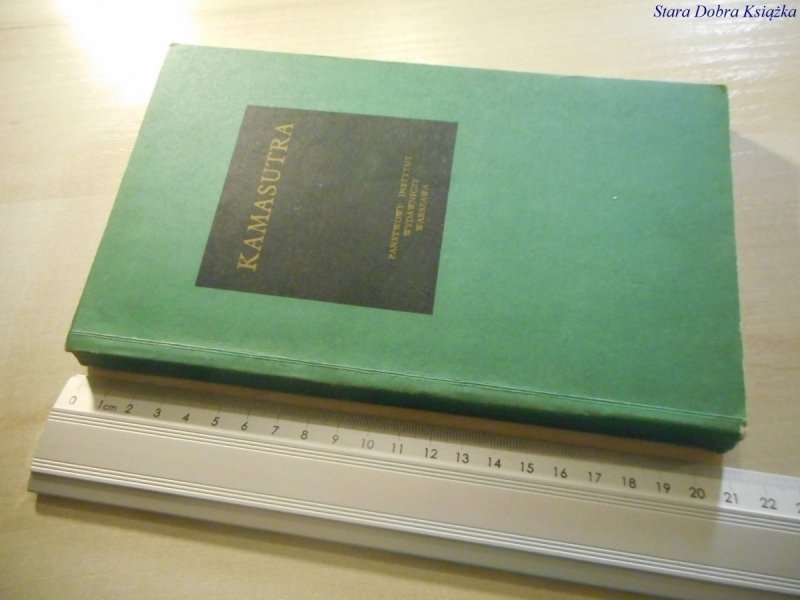 Stara Dobra Książka
KAMASUTRA
PAŃSTWOWY INSTYTUT
WYDAWNICZY
WARSZAWA
0 1cm 2 3 4 5 6 7 8 9 10 11 12 13 14 15 16 17 18 19 20 21 22